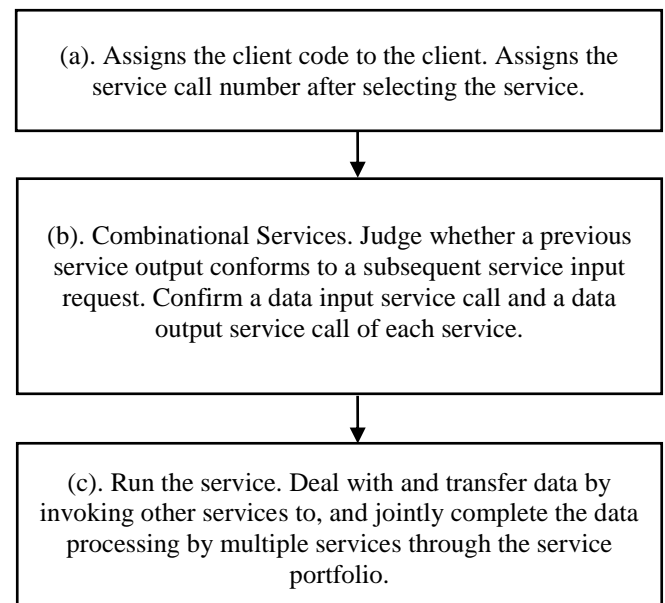 (a). Assigns the client code to the client. Assigns the
service call number after selecting the service.
(b). Combinational Services. Judge whether a previous
service output conforms to a subsequent service input
request. Confirm a data input service call and a data
output service call of each service.
(c). Run the service. Deal with and transfer data by
invoking other services to, and jointly complete the data
processing by multiple services through the service
portfolio.